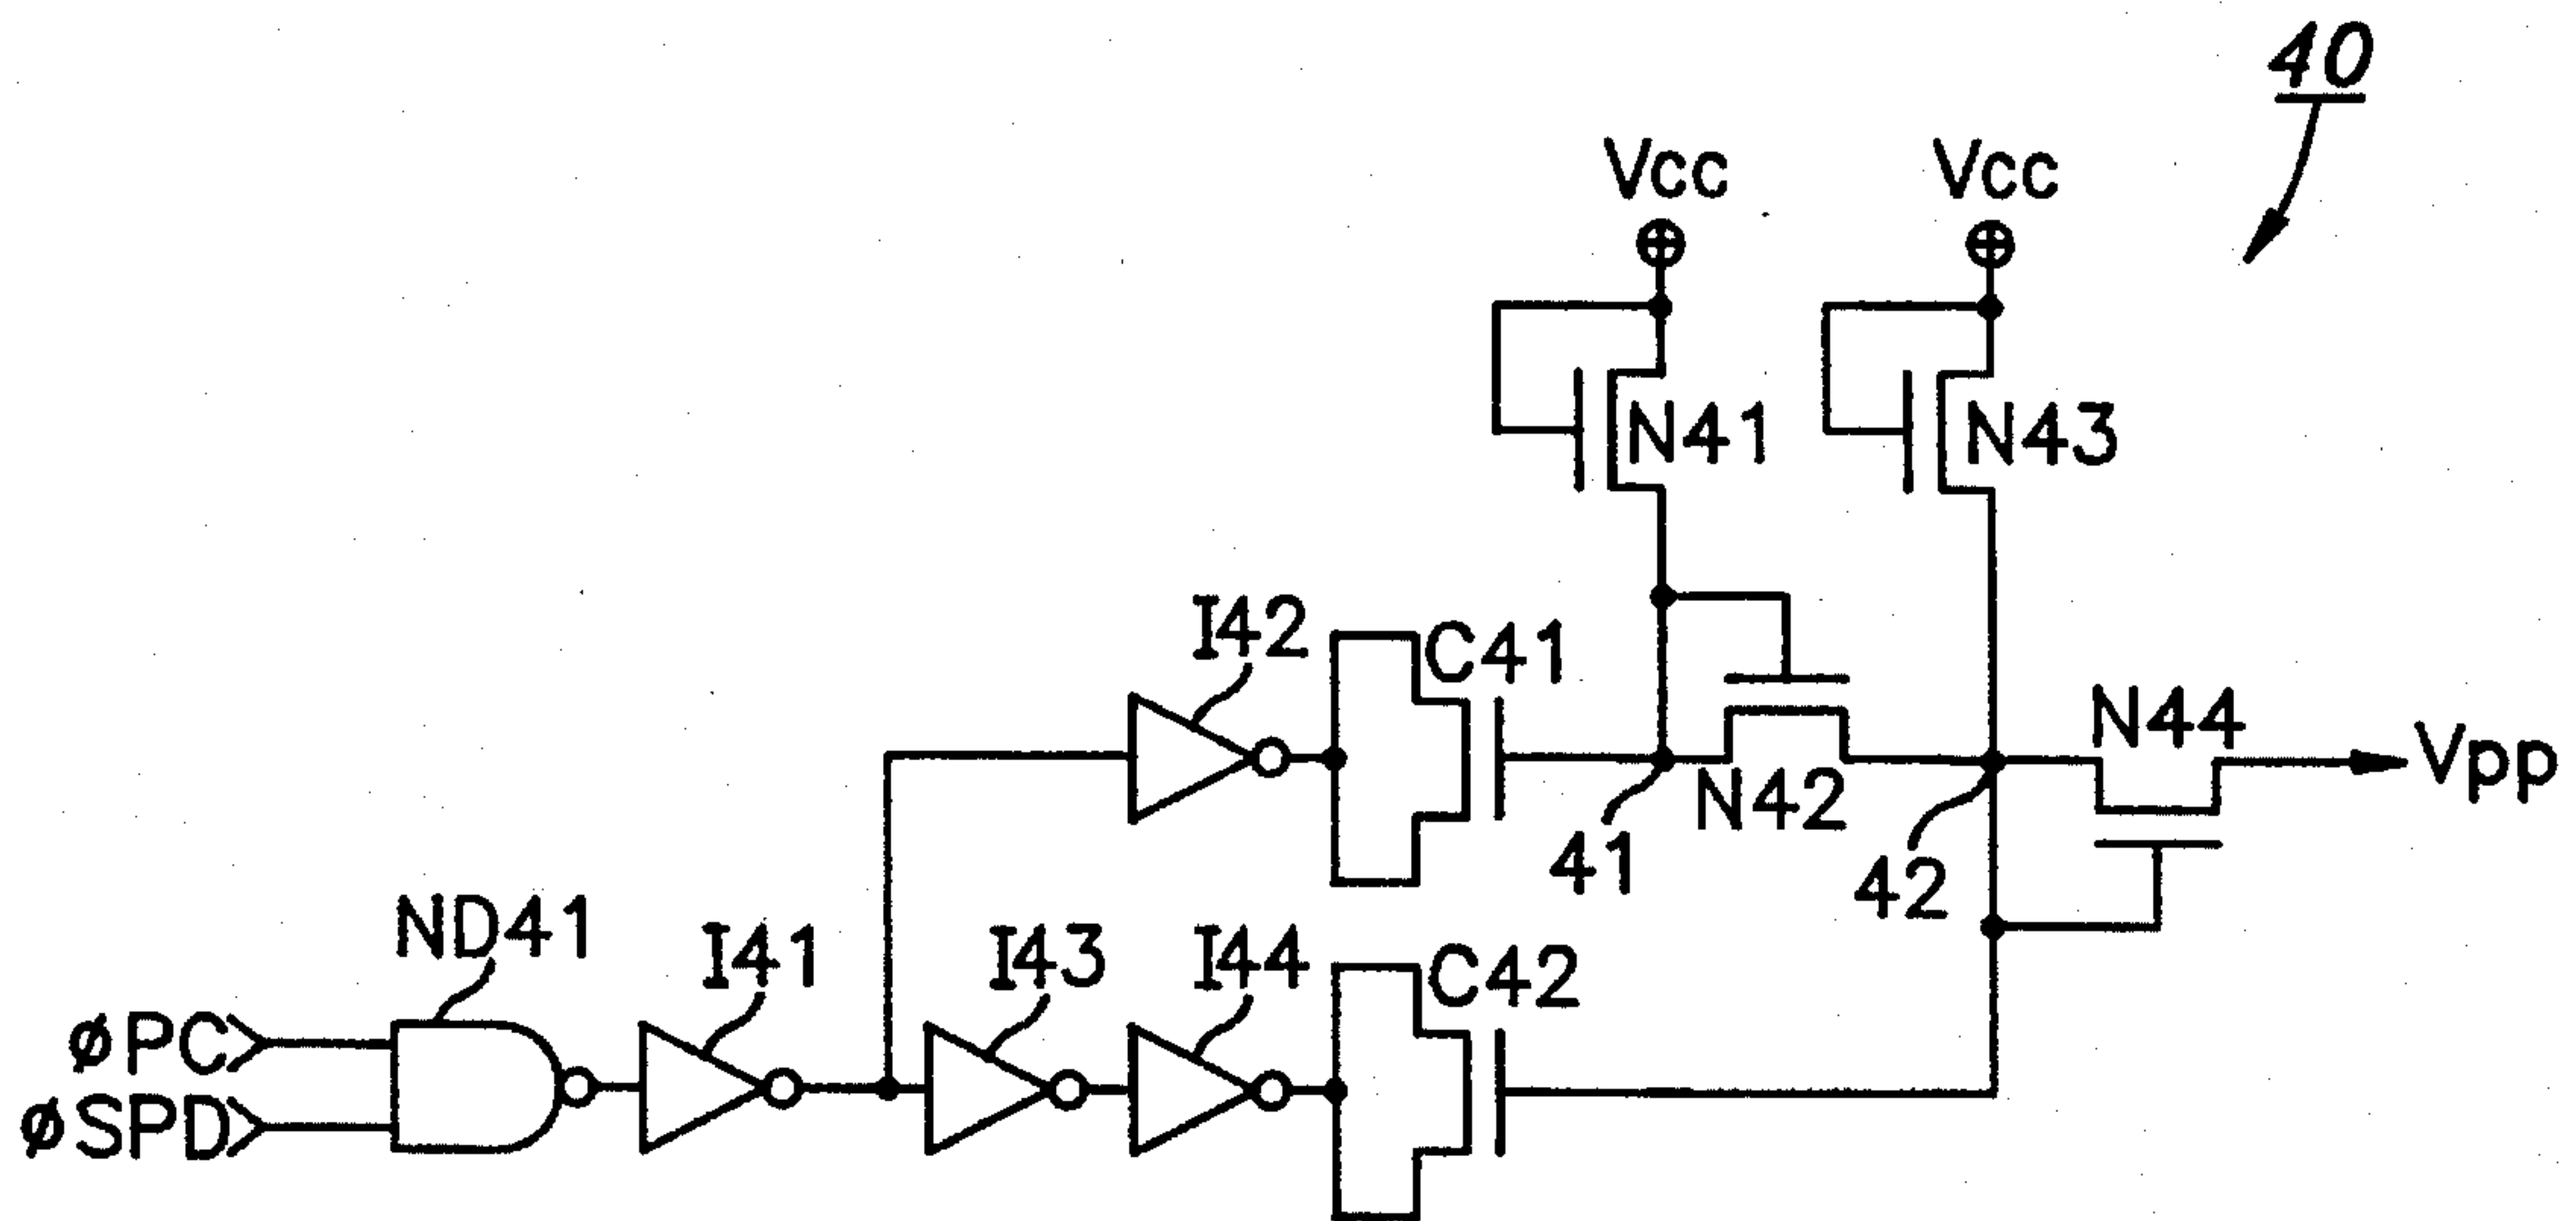 40
Vcc Vcc
N41 N43
I42 C41
N44
Vpp
N42
41
42
ND41 I41 I43 I44 C42
øPC
øSPD